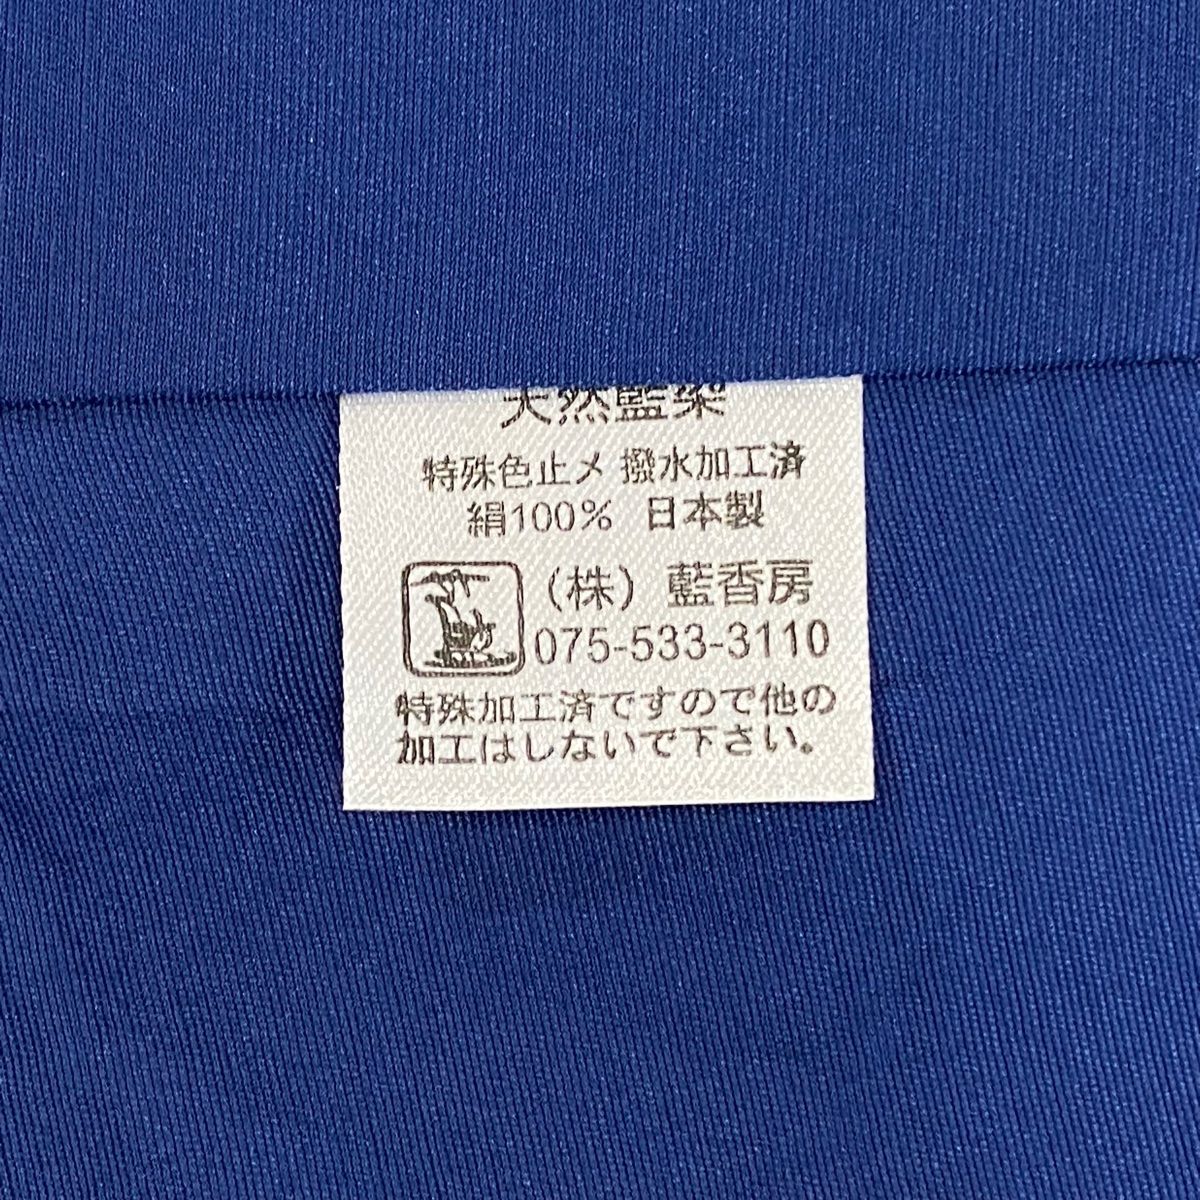 天然藍染
特殊色止メ 撥水加工済
絹100% 日本製
(株) 藍香房
075-533-3110
特殊加工済ですので他の
加工はしないで下さい。